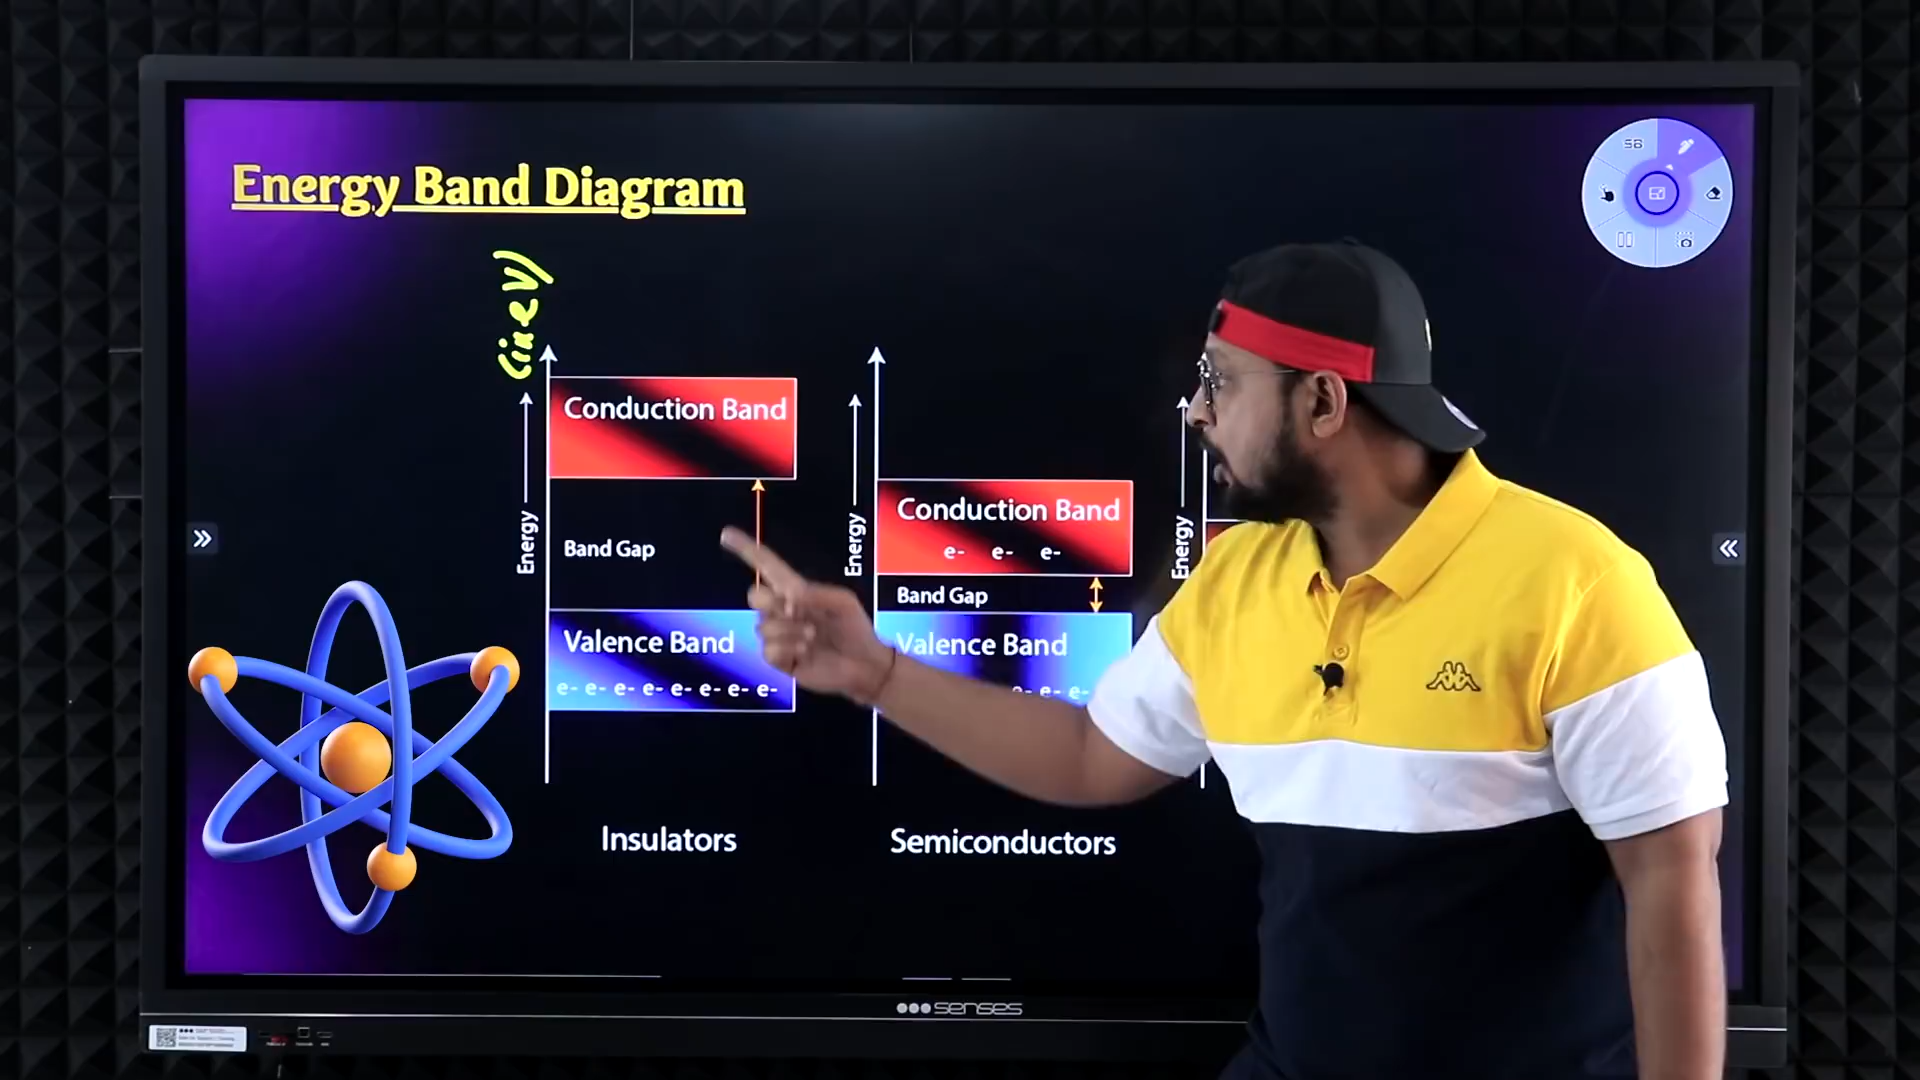 Energy Band Diagram
(in eV)
SB
Energy
Conduction Band
Band Gap
Valence Band
e- e- e- e- e- e- e- e-
Insulators
Energy
Conduction Band
e- e- e-
Band Gap
Valence Band
e- e- e-
Semiconductors
Energy
senses